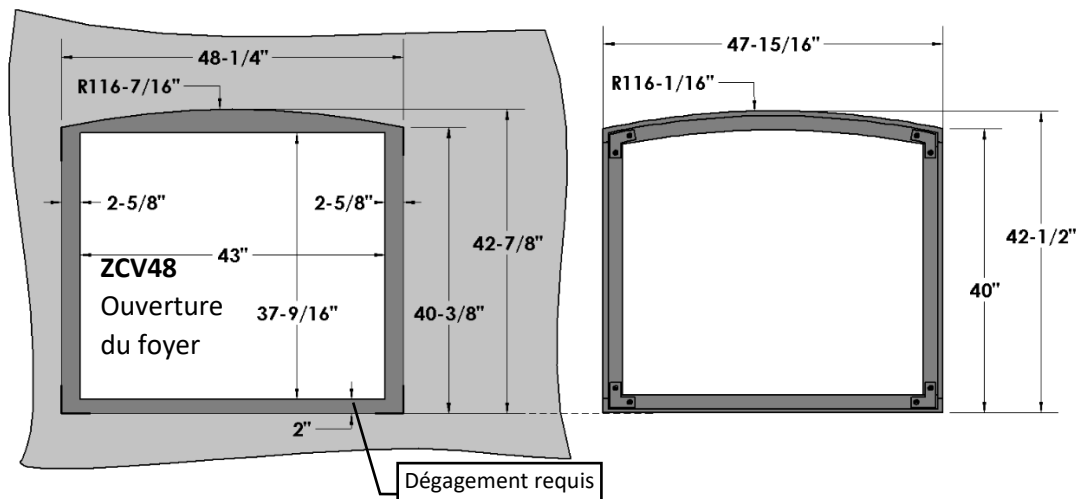 48-1/4"
R116-7/16"
2-5/8"
2-5/8"
43"
ZCV48
Ouverture
du foyer
37-9/16"
40-3/8"
42-7/8"
2"
Dégagement requis
47-15/16"
R116-1/16"
40"
42-1/2"